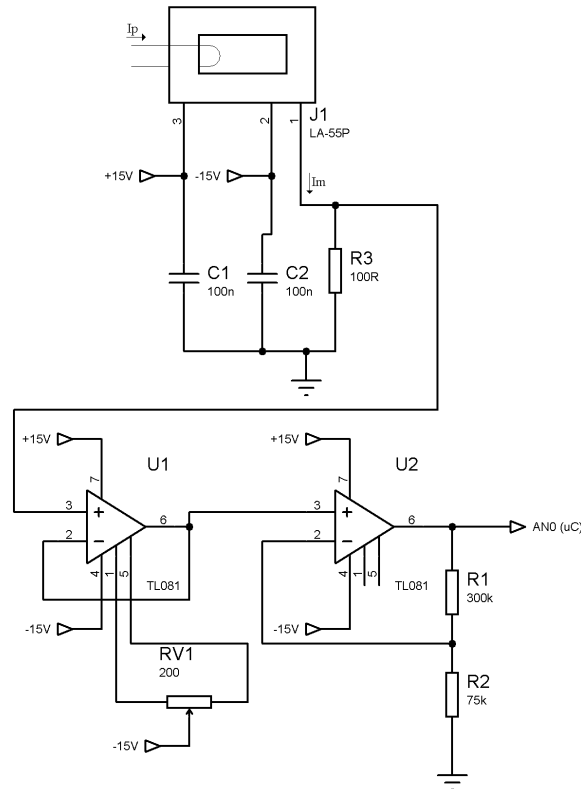 Ip
J1
LA-55P
3
2
1
+15V
-15V
Im
C1
100n
C2
100n
R3
100R
+15V
+15V
U1
U2
7
7
3
+
6
3
+
6
AN0 (uC)
2
−
2
−
4
1
5
TL081
4
1
5
TL081
R1
300k
-15V
-15V
RV1
200
R2
75k
-15V